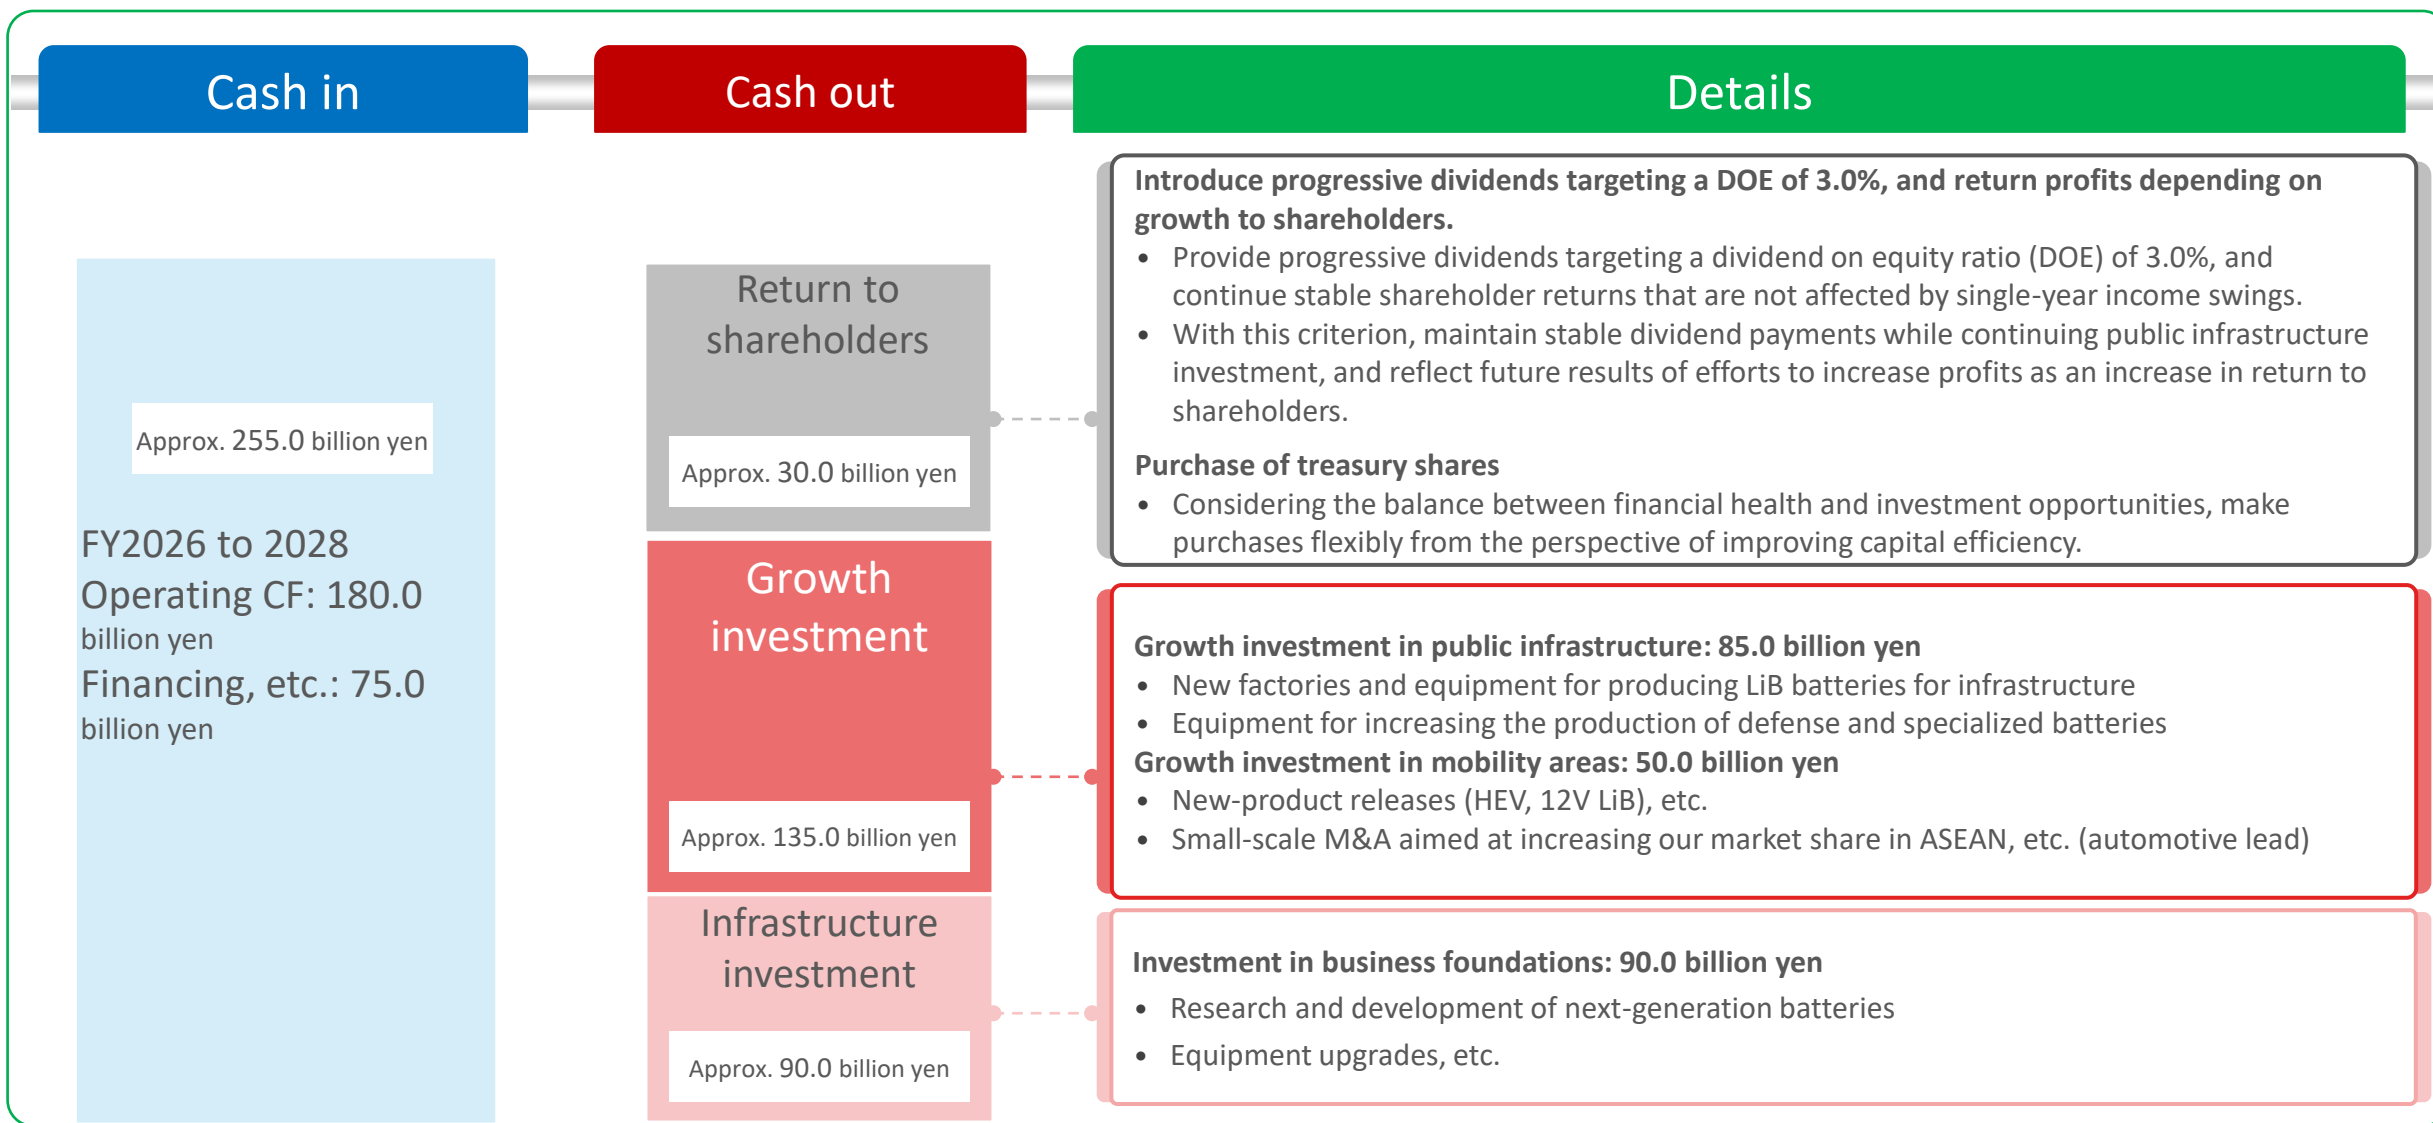 Cash in
Cash out
Details
Approx. 255.0 billion yen
FY2026 to 2028
Operating CF: 180.0
billion yen
Financing, etc.: 75.0
billion yen
Return to
shareholders
Approx. 30.0 billion yen
Growth
investment
Approx. 135.0 billion yen
Infrastructure
investment
Approx. 90.0 billion yen
Introduce progressive dividends targeting a DOE of 3.0%, and return profits depending on
growth to shareholders.
• Provide progressive dividends targeting a dividend on equity ratio (DOE) of 3.0%, and
continue stable shareholder returns that are not affected by single-year income swings.
• With this criterion, maintain stable dividend payments while continuing public infrastructure
investment, and reflect future results of efforts to increase profits as an increase in return to
shareholders.
Purchase of treasury shares
• Considering the balance between financial health and investment opportunities, make
purchases flexibly from the perspective of improving capital efficiency.
Growth investment in public infrastructure: 85.0 billion yen
• New factories and equipment for producing LiB batteries for infrastructure
• Equipment for increasing the production of defense and specialized batteries
Growth investment in mobility areas: 50.0 billion yen
• New-product releases (HEV, 12V LiB), etc.
• Small-scale M&A aimed at increasing our market share in ASEAN, etc. (automotive lead)
Investment in business foundations: 90.0 billion yen
• Research and development of next-generation batteries
• Equipment upgrades, etc.